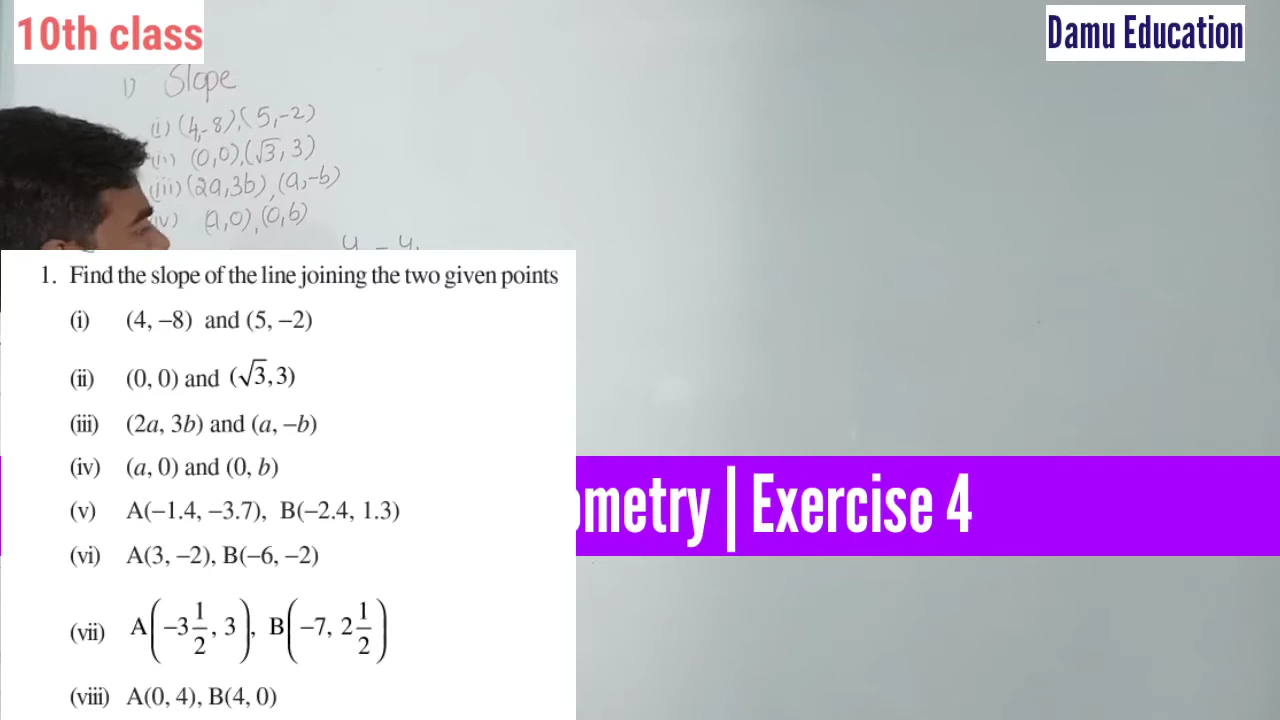 10th class
Damu Education
1) Slope
(i) (4,-8),(5,-2)
(ii) (0,0),(√3, 3)
(iii) (2a,3b), (a,-b)
iv) (a,0),(0,b)
1. Find the slope of the line joining the two given points
(i) (4, –8) and (5, –2)
(ii) (0, 0) and (√3, 3)
(iii) (2a, 3b) and (a, –b)
(iv) (a, 0) and (0, b)
(v) A(–1.4, –3.7), B(–2.4, 1.3)
(vi) A(3, –2), B(–6, –2)
(vii) A(–3 1/2, 3), B(–7, 2 1/2)
(viii) A(0, 4), B(4, 0)
ometry | Exercise 4